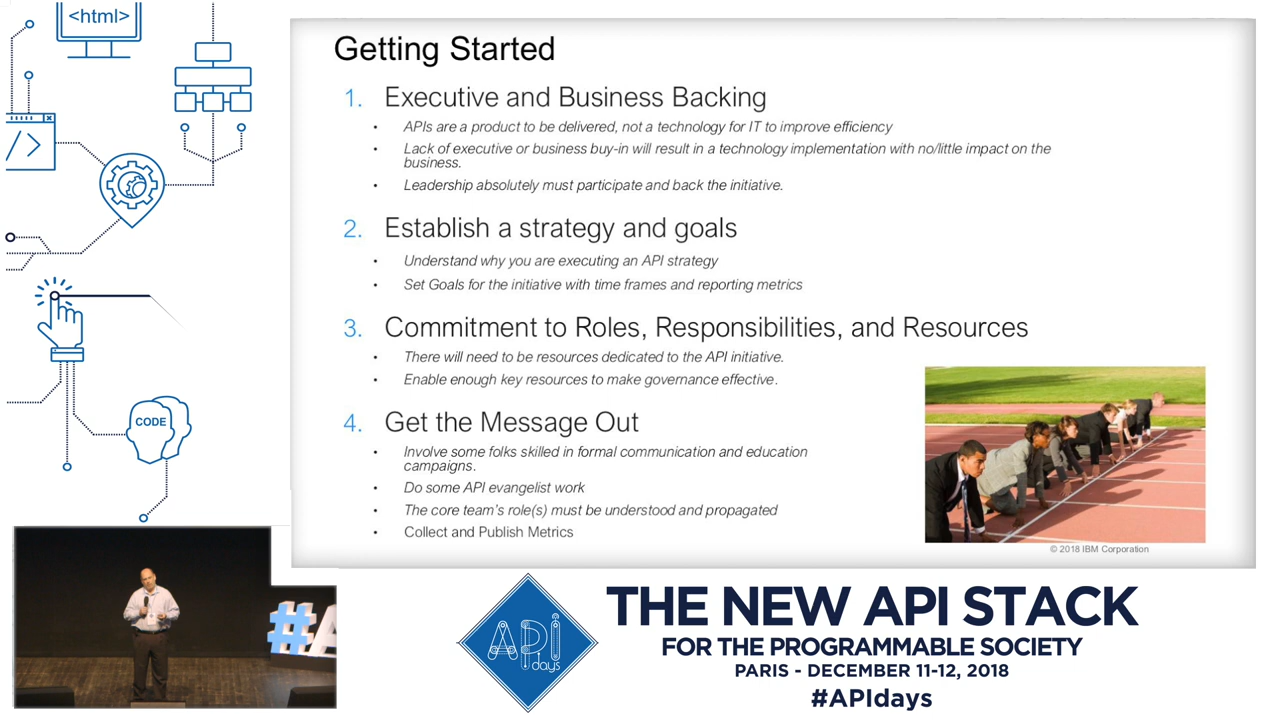 <html>
Getting Started
1. Executive and Business Backing
• APIs are a product to be delivered, not a technology for IT to improve efficiency
• Lack of executive or business buy-in will result in a technology implementation with no/little impact on the
business.
• Leadership absolutely must participate and back the initiative.
2. Establish a strategy and goals
• Understand why you are executing an API strategy
• Set Goals for the initiative with time frames and reporting metrics
3. Commitment to Roles, Responsibilities, and Resources
• There will need to be resources dedicated to the API initiative.
• Enable enough key resources to make governance effective.
4. Get the Message Out
• Involve some folks skilled in formal communication and education
campaigns.
• Do some API evangelist work
• The core team's role(s) must be understood and propagated
• Collect and Publish Metrics
© 2018 IBM Corporation
/>
CODE
#A
API
days
THE NEW API STACK
FOR THE PROGRAMMABLE SOCIETY
PARIS - DECEMBER 11-12, 2018
#APIdays